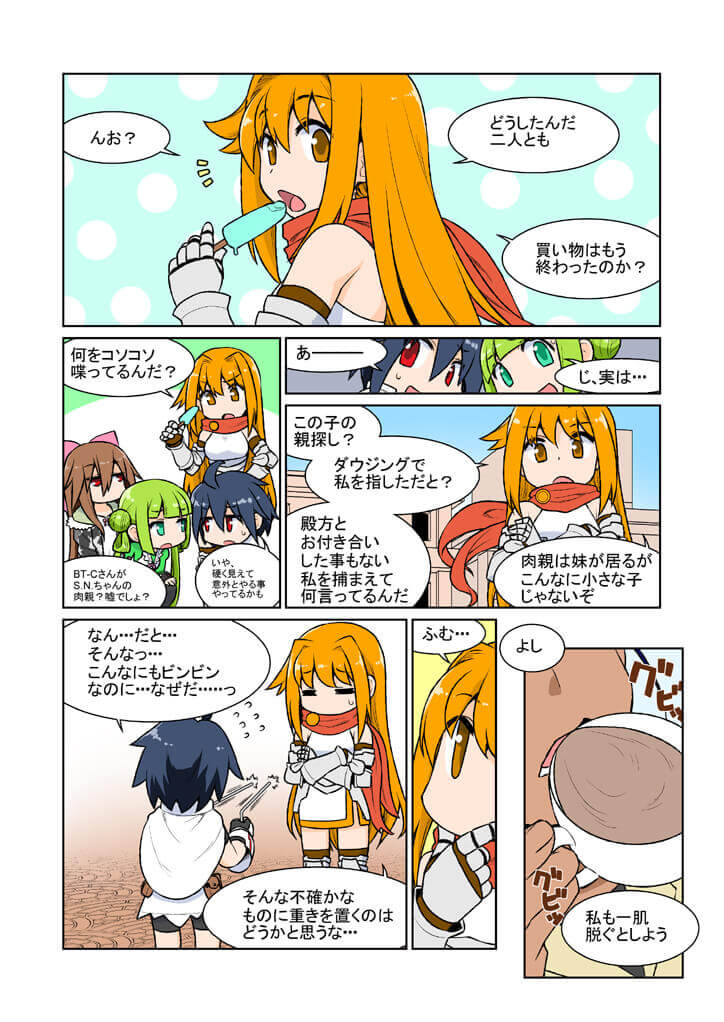 どうしたんだ
二人とも
んお？
買い物はもう
終わったのか？
あ————
じ、実は…
何をコソコソ
喋ってるんだ？
いや、
硬く見えて
意外とやる事
やってるかも
BT-Cさんが
S.N.ちゃんの
肉親？嘘でしょ？
この子の
親探し？
ダウジングで
私を指しただと？
殿方と
お付き合い
した事もない
私を捕まえて
何言ってるんだ
肉親は妹が居るが
こんなに小さな子
じゃないぞ
なん…だと…
そんなっ…
こんなにもビンビン
なのに…なぜだ……っ
そんな不確かな
ものに重きを置くのは
どうかと思うな…
ふむ…
よし
グビッ
グビッ
私も一肌
脱ぐとしよう